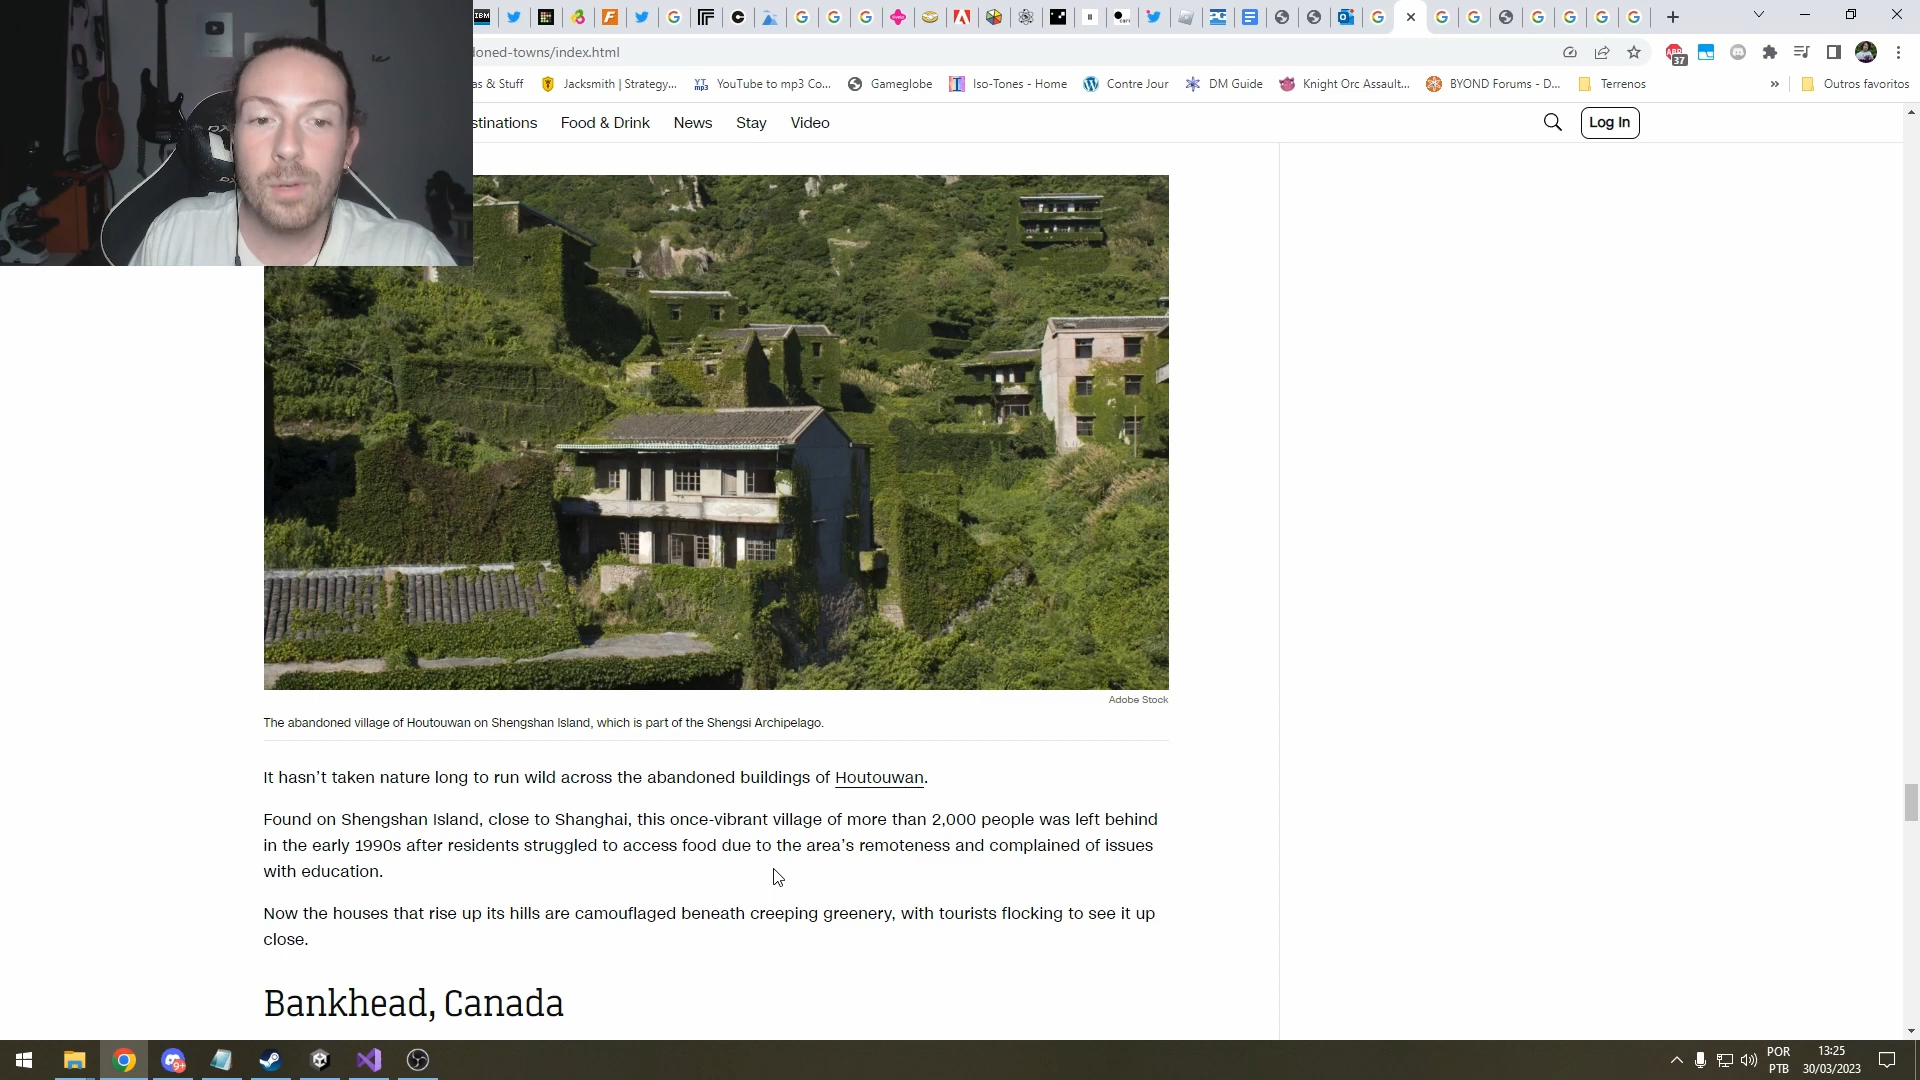 doned-towns/index.html
37
as & Stuff
Jacksmith | Strategy...
YouTube to mp3 Co...
Gameglobe
Iso-Tones - Home
Contre Jour
DM Guide
Knight Orc Assault...
BYOND Forums - D...
Terrenos
»
Outros favoritos
stinations
Food & Drink
News
Stay
Video
Log In
Adobe Stock
The abandoned village of Houtouwan on Shengshan Island, which is part of the Shengsi Archipelago.
It hasn’t taken nature long to run wild across the abandoned buildings of Houtouwan.
Found on Shengshan Island, close to Shanghai, this once-vibrant village of more than 2,000 people was left behind
in the early 1990s after residents struggled to access food due to the area’s remoteness and complained of issues
with education.
Now the houses that rise up its hills are camouflaged beneath creeping greenery, with tourists flocking to see it up
close.
Bankhead, Canada
9+
POR
PTB
13:25
30/03/2023